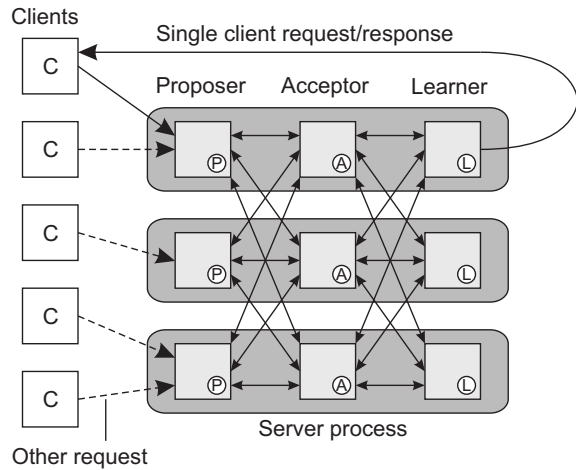 Clients
Single client request/response
C
Proposer Acceptor Learner
C
P A L
C
P A L
C
C
P A L
Server process
Other request